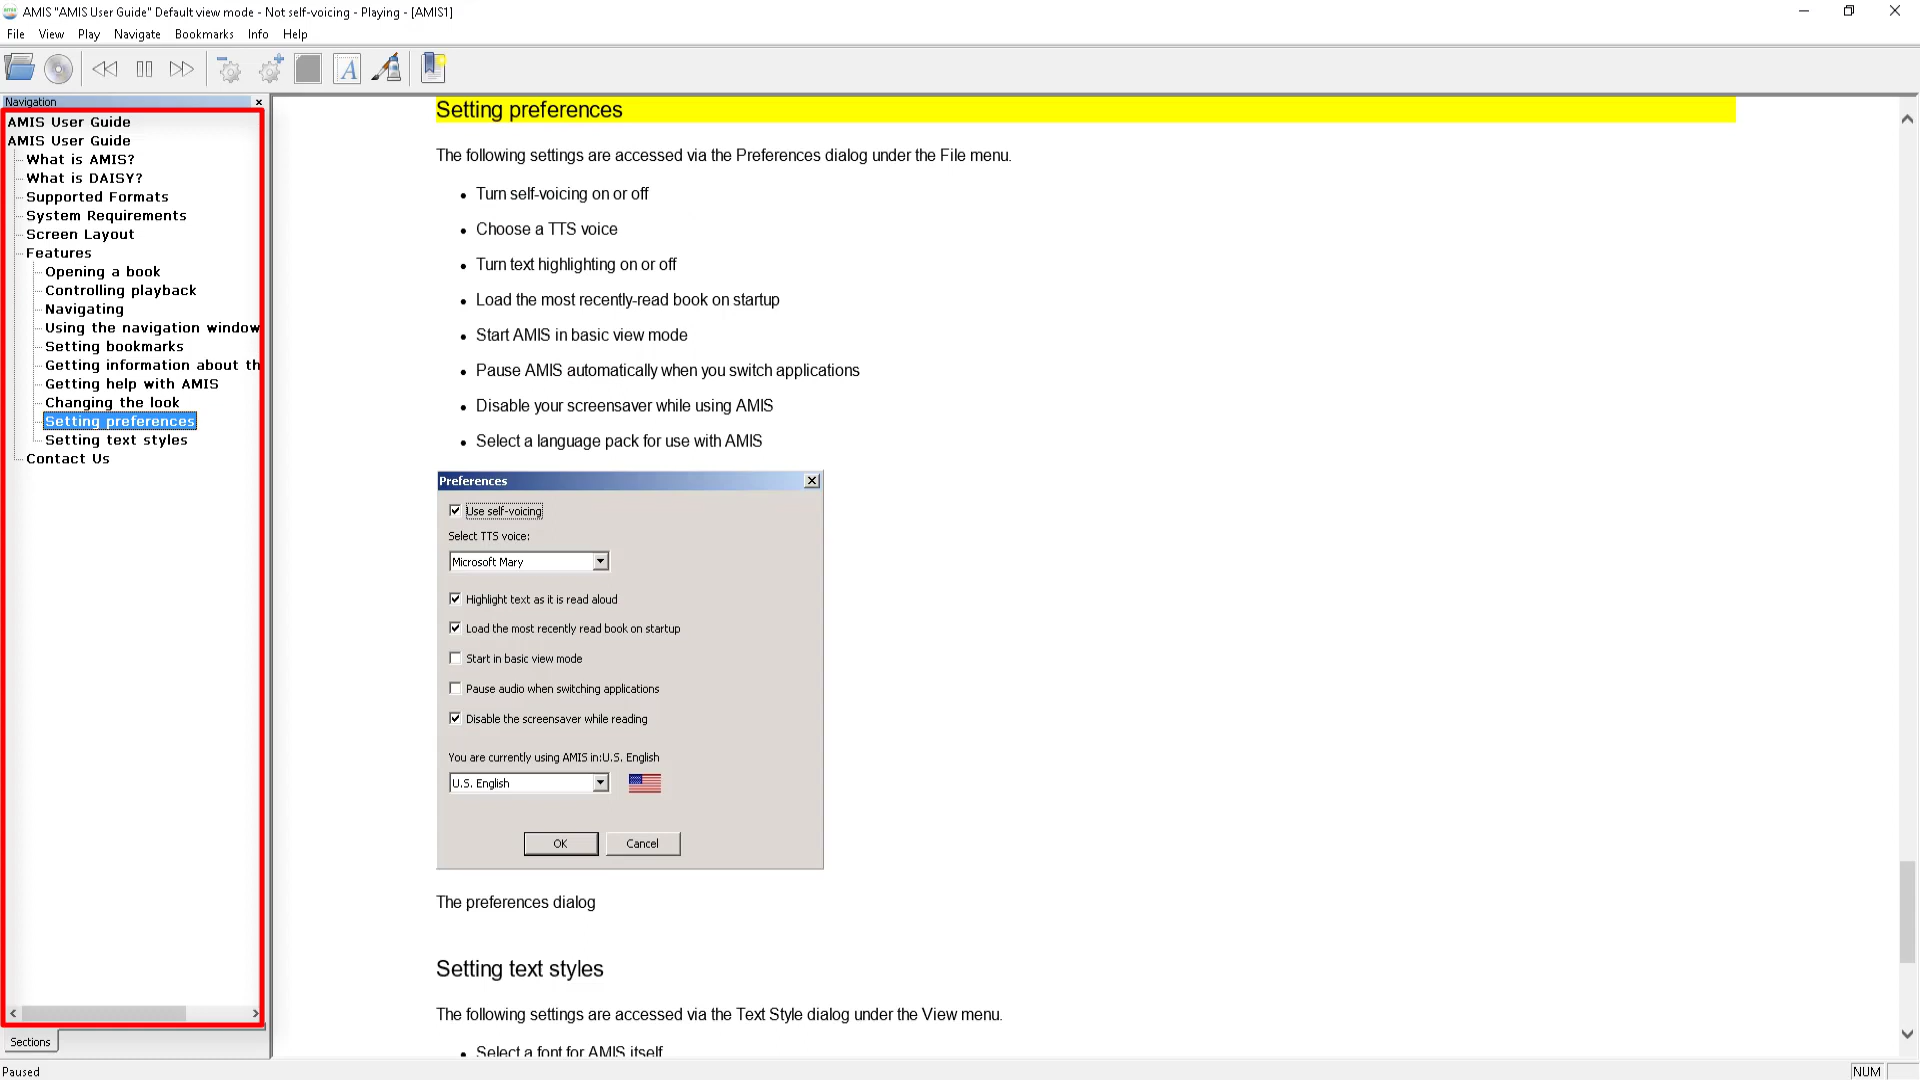 AMIS "AMIS User Guide" Default view mode - Not self-voicing - Playing - [AMIS1]
File View Play Navigate Bookmarks Info Help
A
Navigation
AMIS User Guide
AMIS User Guide
What is AMIS?
What is DAISY?
Supported Formats
System Requirements
Screen Layout
Features
Opening a book
Controlling playback
Navigating
Using the navigation window
Setting bookmarks
Getting information about th
Getting help with AMIS
Changing the look
Setting preferences
Setting text styles
Contact Us
Sections
Setting preferences
The following settings are accessed via the Preferences dialog under the File menu.
Turn self-voicing on or off
Choose a TTS voice
Turn text highlighting on or off
Load the most recently-read book on startup
Start AMIS in basic view mode
Pause AMIS automatically when you switch applications
Disable your screensaver while using AMIS
Select a language pack for use with AMIS
Preferences
Use self-voicing
Select TTS voice:
Microsoft Mary
Highlight text as it is read aloud
Load the most recently read book on startup
Start in basic view mode
Pause audio when switching applications
Disable the screensaver while reading
You are currently using AMIS in:U.S. English
U.S. English
OK Cancel
The preferences dialog
Setting text styles
The following settings are accessed via the Text Style dialog under the View menu.
Select a font for AMIS itself
Paused
NUM